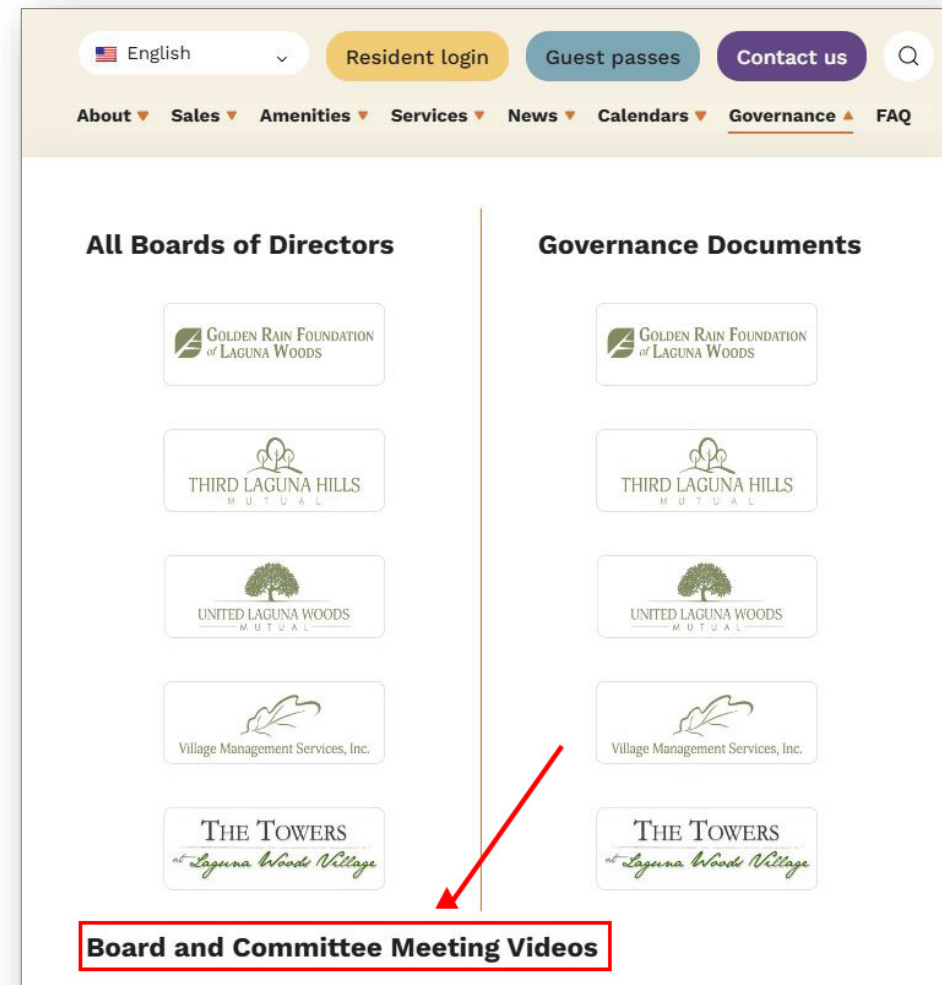 English
Resident login
Guest passes
Contact us
About
Sales
Amenities
Services
News
Calendars
Governance
FAQ
All Boards of Directors
GOLDEN RAIN FOUNDATION
of LAGUNA WOODS
THIRD LAGUNA HILLS
MUTUAL
UNITED LAGUNA WOODS
MUTUAL
Village Management Services, Inc.
THE TOWERS
at Laguna Woods Village
Governance Documents
GOLDEN RAIN FOUNDATION
of LAGUNA WOODS
THIRD LAGUNA HILLS
MUTUAL
UNITED LAGUNA WOODS
MUTUAL
Village Management Services, Inc.
THE TOWERS
at Laguna Woods Village
Board and Committee Meeting Videos